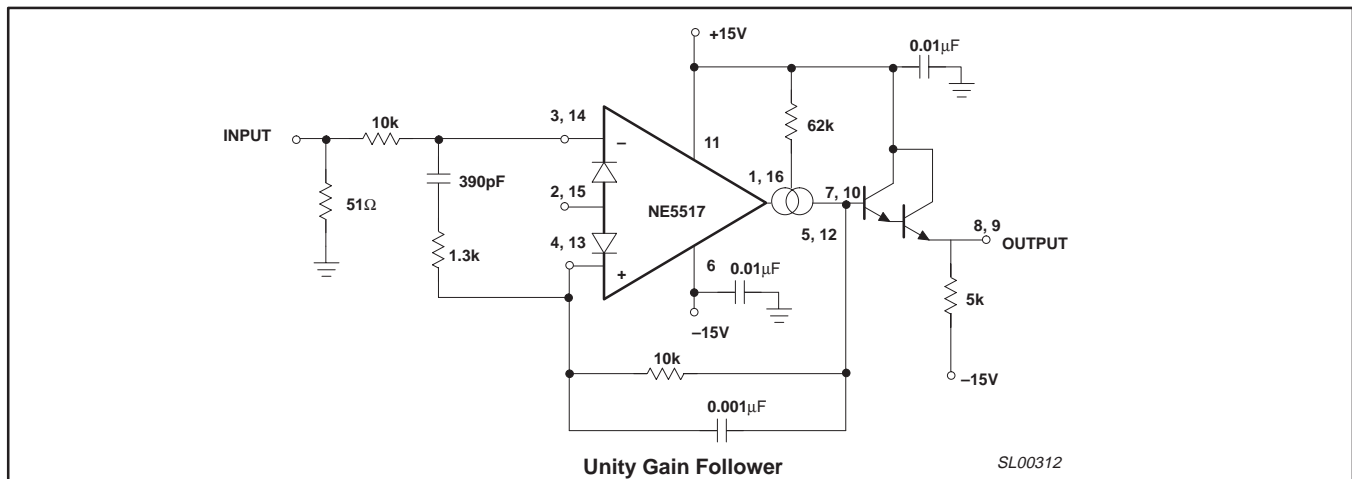 +15V
0.01μF
INPUT
10k
3, 14
–
11
62k
390pF
51Ω
2, 15
NE5517
1, 16
7, 10
4, 13
5, 12
8, 9
OUTPUT
1.3k
+
6
0.01μF
5k
–15V
10k
–15V
0.001μF
Unity Gain Follower
SL00312